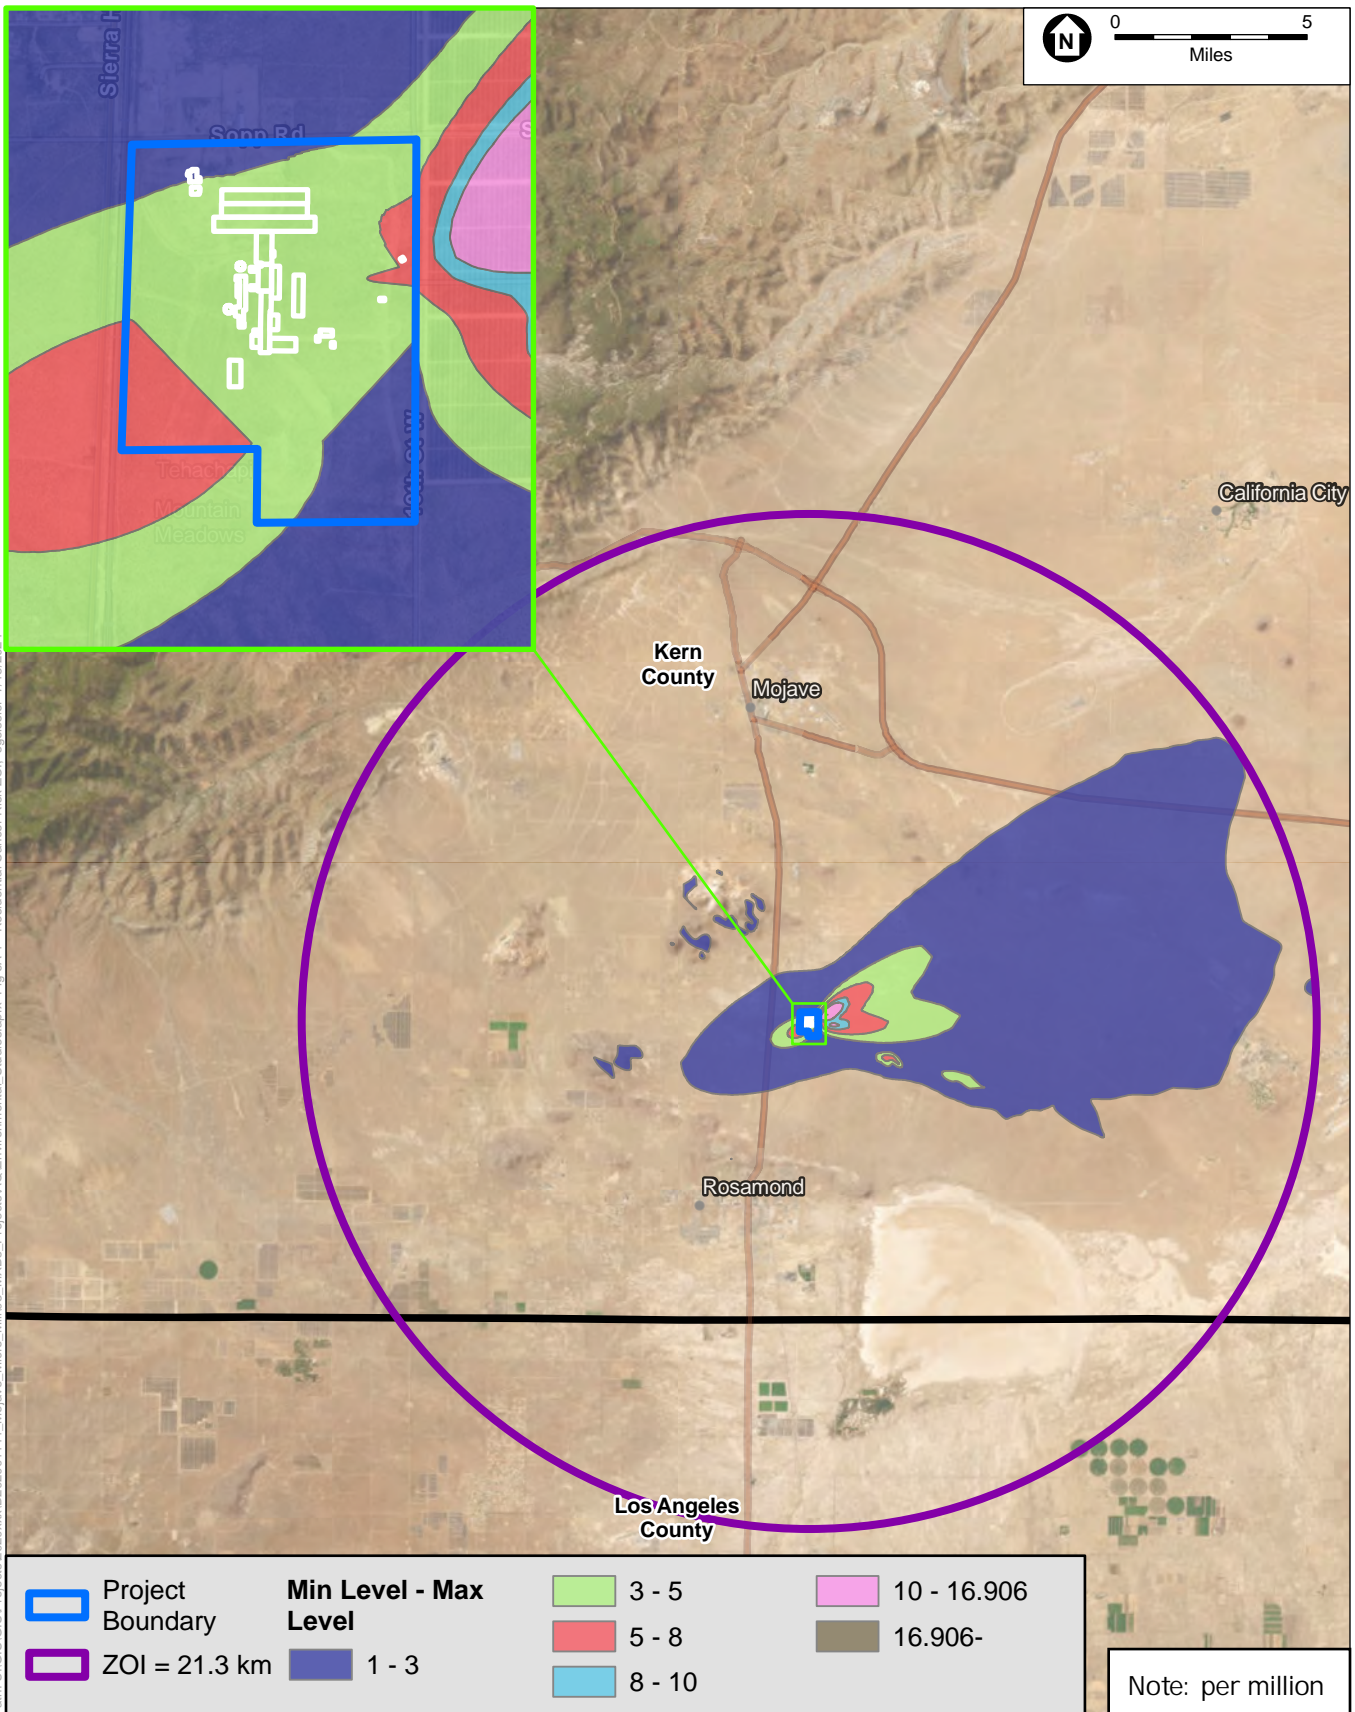 Sierra H
Sopp Rd
S
10th St W
Tehachapi
Mountain
Meadows
N
0 5
Miles
California City
Kern
County
Mojave
Rosamond
Los Angeles
County
Project
Boundary
ZOI = 21.3 km
Min Level - Max
Level
1 - 3
3 - 5
5 - 8
8 - 10
10 - 16.906
16.906-
Note: per million